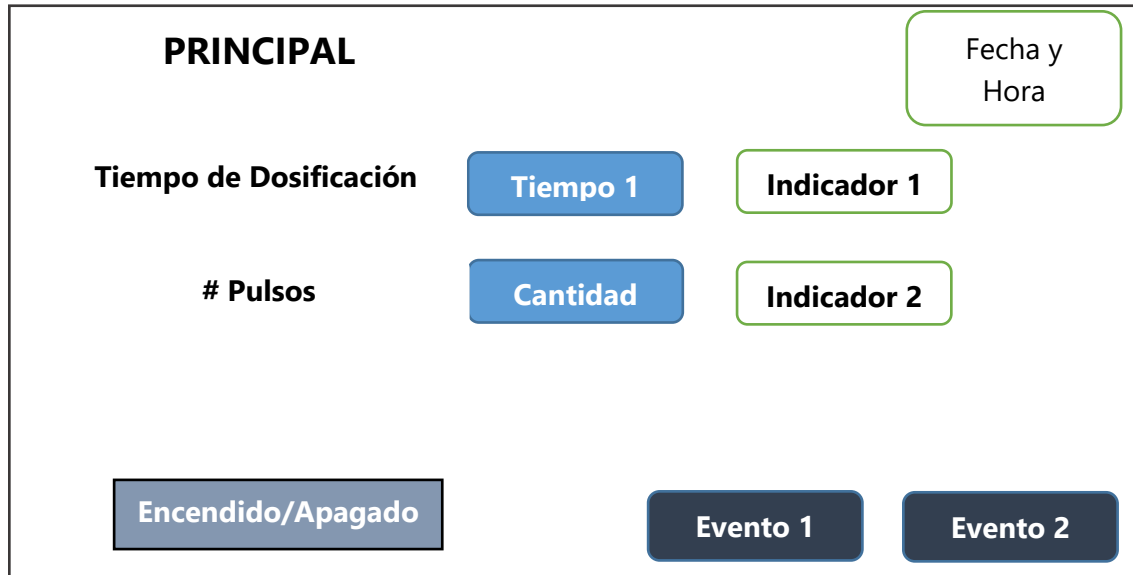 PRINCIPAL
Fecha y
Hora
Tiempo de Dosificación
Tiempo 1
Indicador 1
# Pulsos
Cantidad
Indicador 2
Encendido/Apagado
Evento 1
Evento 2